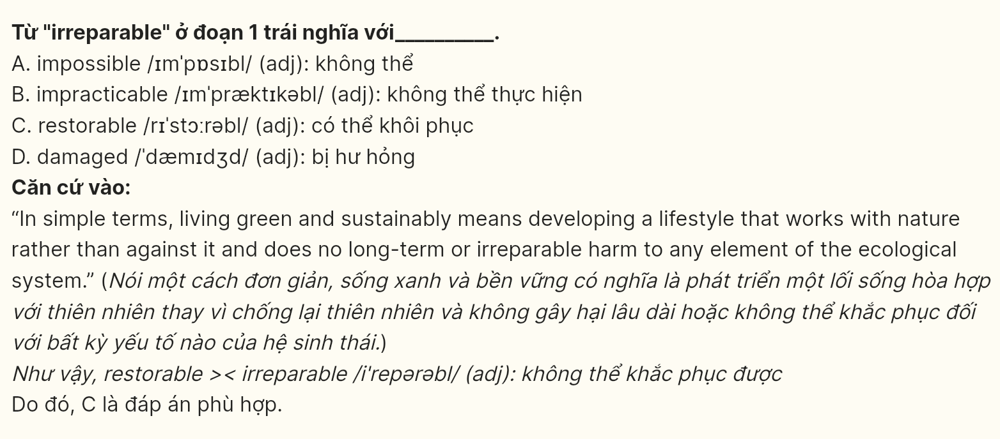 Từ "irreparable" ở đoạn 1 trái nghĩa với__________.
A. impossible /ɪmˈpɒsɪbl/ (adj): không thể
B. impracticable /ɪmˈpræktɪkəbl/ (adj): không thể thực hiện
C. restorable /rɪˈstɔːrəbl/ (adj): có thể khôi phục
D. damaged /ˈdæmɪdʒd/ (adj): bị hư hỏng
Căn cứ vào:
“In simple terms, living green and sustainably means developing a lifestyle that works with nature
rather than against it and does no long-term or irreparable harm to any element of the ecological
system.” (Nói một cách đơn giản, sống xanh và bền vững có nghĩa là phát triển một lối sống hòa hợp
với thiên nhiên thay vì chống lại thiên nhiên và không gây hại lâu dài hoặc không thể khắc phục đối
với bất kỳ yếu tố nào của hệ sinh thái.)
Như vậy, restorable >< irreparable /i'repərəbl/ (adj): không thể khắc phục được
Do đó, C là đáp án phù hợp.